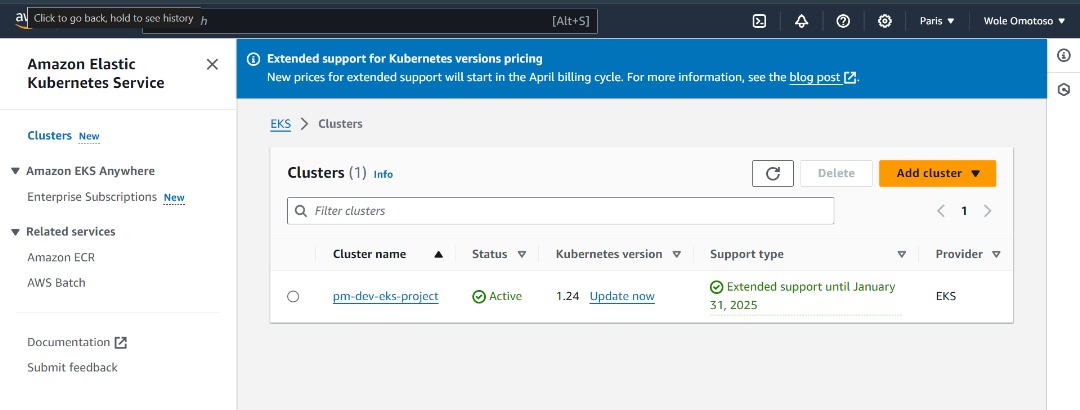 Click to go back, hold to see history
h
[Alt+S]
Paris
Wole Omotoso
Amazon Elastic
Kubernetes Service
Clusters New
Amazon EKS Anywhere
Enterprise Subscriptions New
Related services
Amazon ECR
AWS Batch
Documentation
Submit feedback
Extended support for Kubernetes versions pricing
New prices for extended support will start in the April billing cycle. For more information, see the blog post.
EKS
Clusters
Clusters (1) Info
Delete
Add cluster
Filter clusters
1
Cluster name
Status
Kubernetes version
Support type
Provider
pm-dev-eks-project
Active
1.24 Update now
Extended support until January
31, 2025
EKS